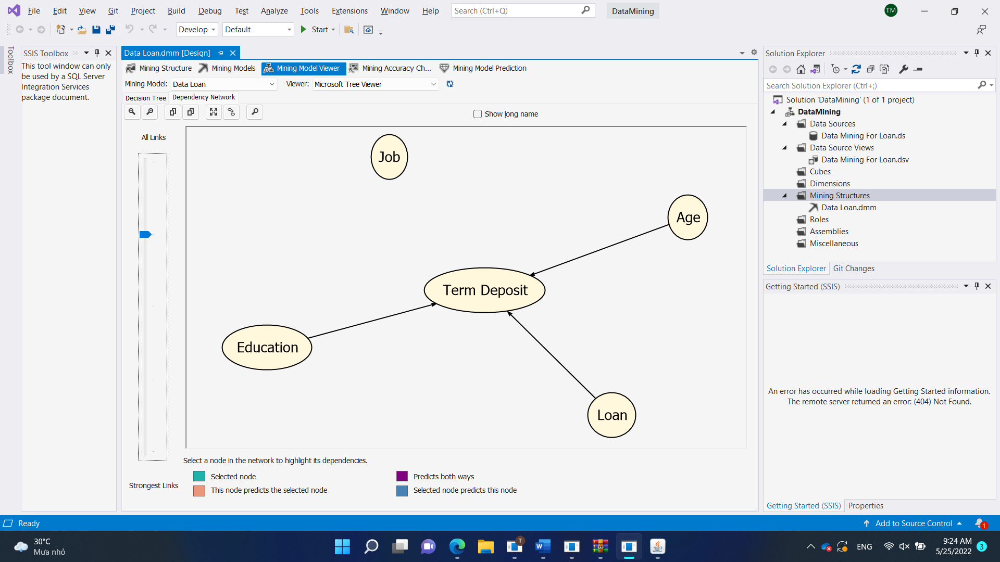 File Edit View Git Project Build Debug Test Analyze Tools Extensions Window Help Search (Ctrl+Q) DataMining TM
Develop Default Start
Toolbox
SSIS Toolbox
This tool window can only
be used by a SQL Server
Integration Services
package document.
Data Loan.dmm [Design]
Mining Structure Mining Models Mining Model Viewer Mining Accuracy Ch... Mining Model Prediction
Mining Model: Data Loan Viewer: Microsoft Tree Viewer
Decision Tree Dependency Network
Show long name
All Links
Job
Age
Term Deposit
Education
Loan
Select a node in the network to highlight its dependencies.
Selected node Predicts both ways
Strongest Links
This node predicts the selected node Selected node predicts this node
Solution Explorer
Search Solution Explorer (Ctrl+;)
Solution 'DataMining' (1 of 1 project)
DataMining
Data Sources
Data Mining For Loan.ds
Data Source Views
Data Mining For Loan.dsv
Cubes
Dimensions
Mining Structures
Data Loan.dmm
Roles
Assemblies
Miscellaneous
Solution Explorer Git Changes
Getting Started (SSIS)
An error has occurred while loading Getting Started information.
The remote server returned an error: (404) Not Found.
Getting Started (SSIS) Properties
Ready Add to Source Control 1
30°C
Mưa nhỏ
T
ENG
9:24 AM
5/25/2022
3